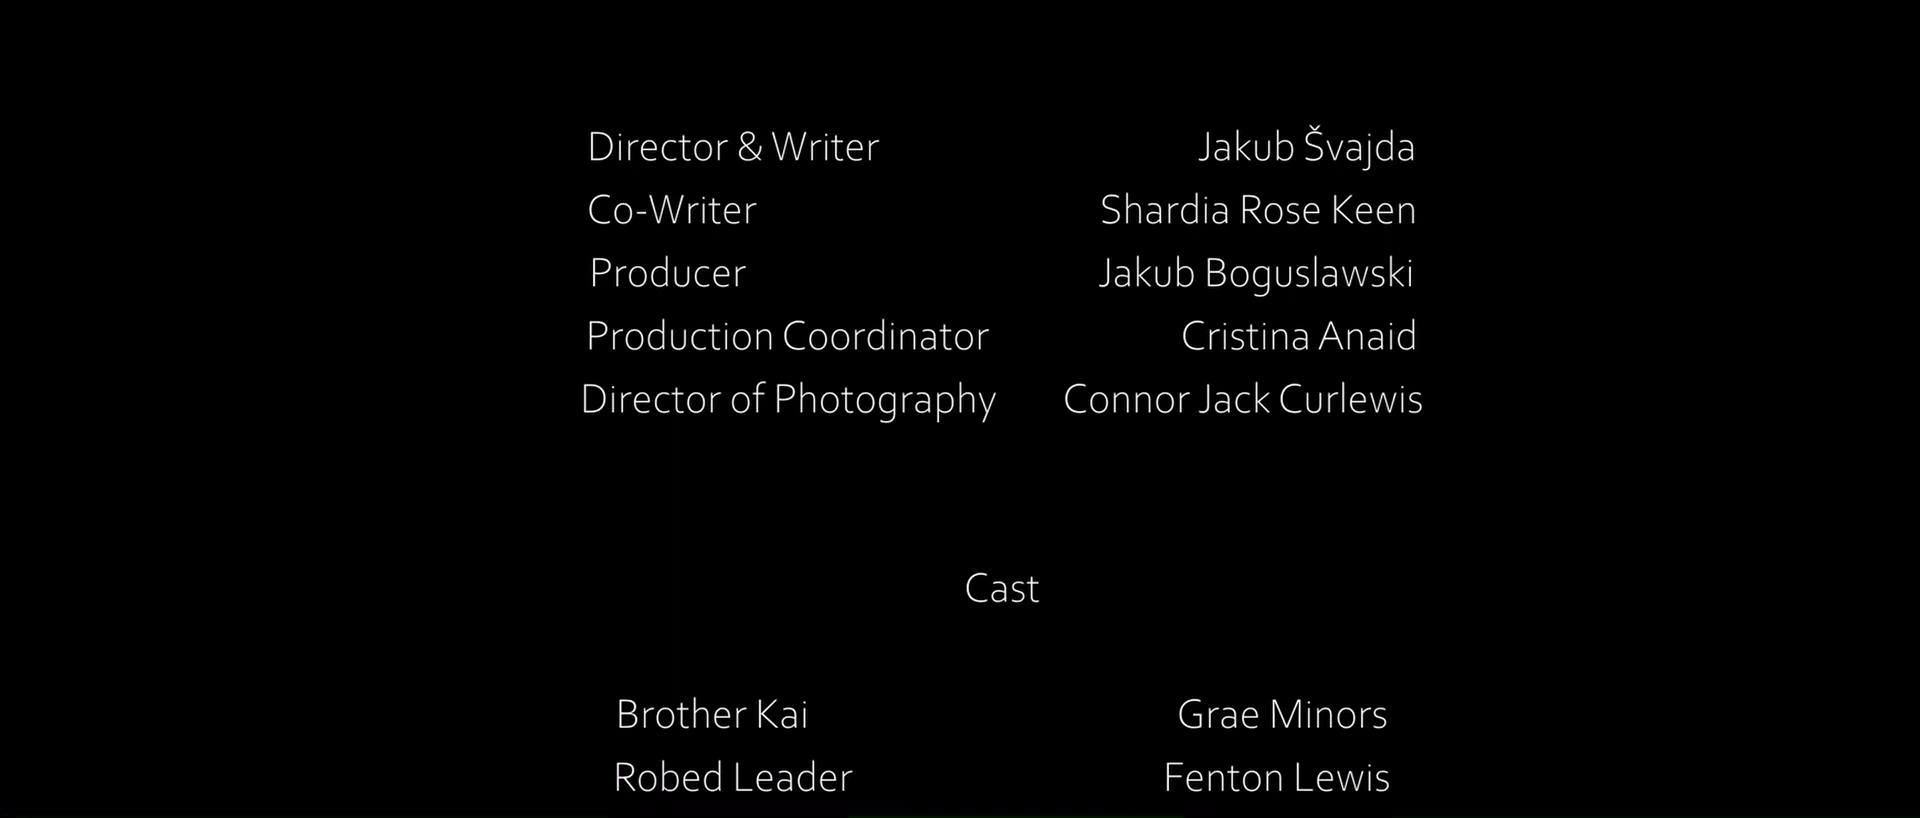 Director & Writer Jakub Švajda
Co-Writer Shardia Rose Keen
Producer Jakub Boguslawski
Production Coordinator Cristina Anaid
Director of Photography Connor Jack Curlewis
Cast
Brother Kai Grae Minors
Robed Leader Fenton Lewis